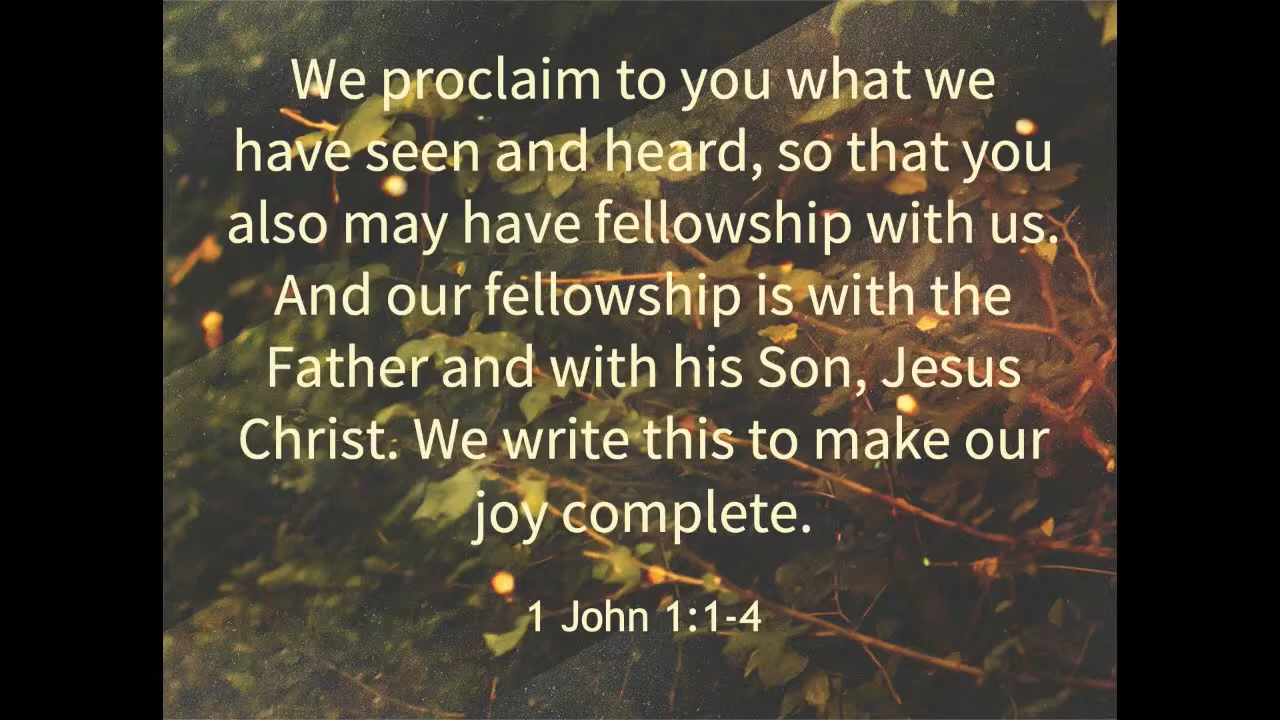 We proclaim to you what we
have seen and heard, so that you
also may have fellowship with us.
And our fellowship is with the
Father and with his Son, Jesus
Christ. We write this to make our
joy complete.
1 John 1:1-4